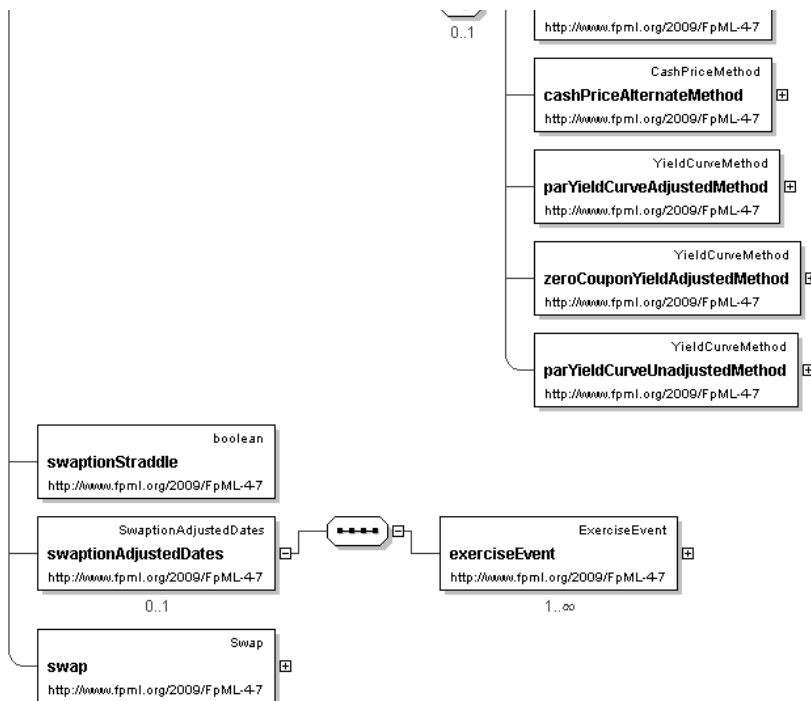 http://www.fpml.org/2009/FpML-4-7
0..1
CashPriceMethod
cashPriceAlternateMethod
http://www.fpml.org/2009/FpML-4-7
YieldCurveMethod
parYieldCurveAdjustedMethod
http://www.fpml.org/2009/FpML-4-7
YieldCurveMethod
zeroCouponYieldAdjustedMethod
http://www.fpml.org/2009/FpML-4-7
YieldCurveMethod
parYieldCurveUnadjustedMethod
http://www.fpml.org/2009/FpML-4-7
boolean
swaptionStraddle
http://www.fpml.org/2009/FpML-4-7
SwaptionAdjustedDates
swaptionAdjustedDates
http://www.fpml.org/2009/FpML-4-7
0..1
ExerciseEvent
exerciseEvent
http://www.fpml.org/2009/FpML-4-7
1..∞
Swap
swap
http://www.fpml.org/2009/FpML-4-7